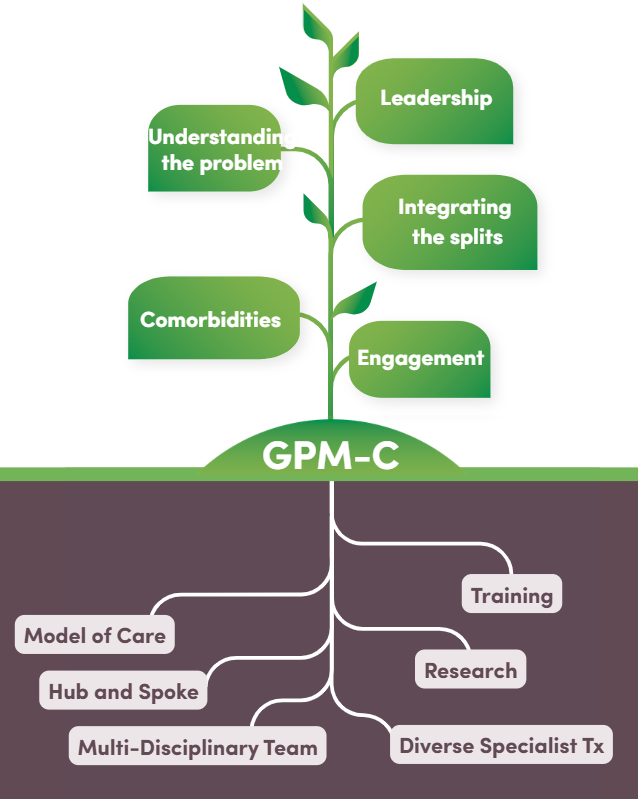 Leadership
Understanding
the problem
Integrating
the splits
Comorbidities
Engagement
GPM-C
Training
Model of Care
Research
Hub and Spoke
Multi-Disciplinary Team
Diverse Specialist Tx